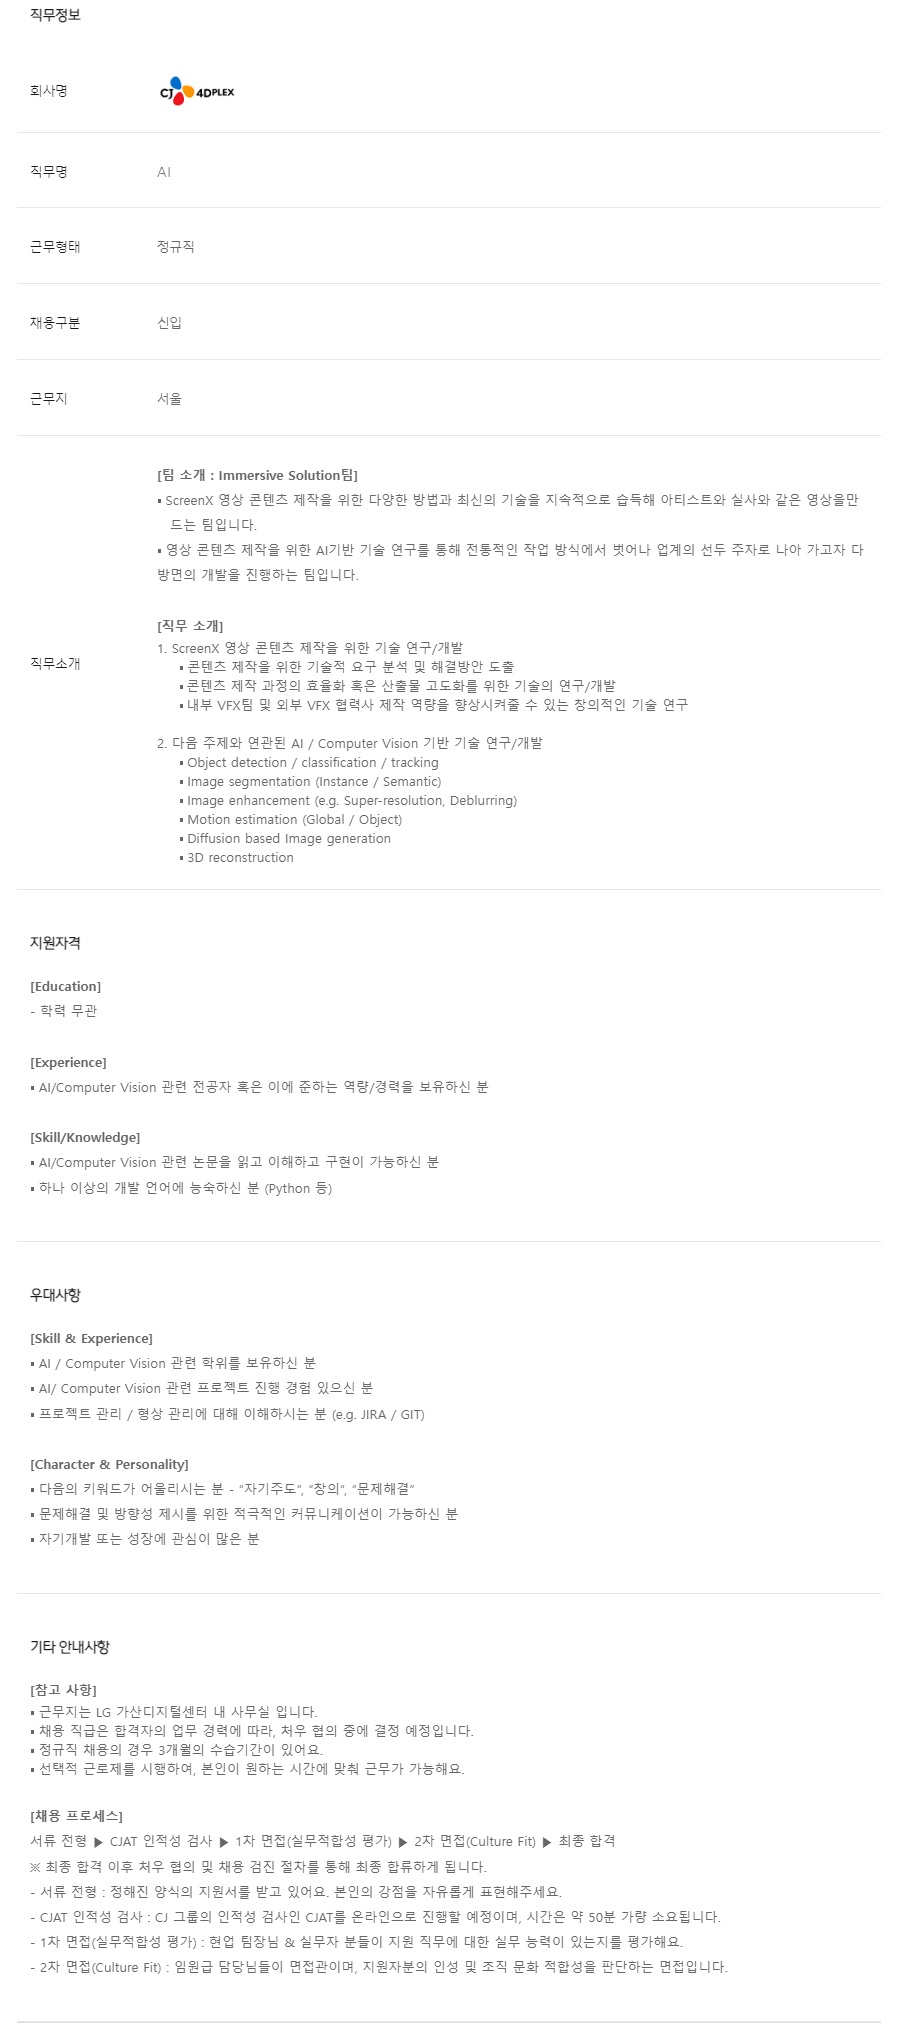 직무정보
회사명
CJ 4DPLEX
직무명
AI
근무형태
정규직
채용구분
신입
근무지
서울
직무소개
[팀 소개 : Immersive Solution팀]
▪ ScreenX 영상 콘텐츠 제작을 위한 다양한 방법과 최신의 기술을 지속적으로 습득해 아티스트와 실사와 같은 영상을만
드는 팀입니다.
▪ 영상 콘텐츠 제작을 위한 AI기반 기술 연구를 통해 전통적인 작업 방식에서 벗어나 업계의 선두 주자로 나아 가고자 다
방면의 개발을 진행하는 팀입니다.
[직무 소개]
1. ScreenX 영상 콘텐츠 제작을 위한 기술 연구/개발
▪ 콘텐츠 제작을 위한 기술적 요구 분석 및 해결방안 도출
▪ 콘텐츠 제작 과정의 효율화 혹은 산출물 고도화를 위한 기술의 연구/개발
▪ 내부 VFX팀 및 외부 VFX 협력사 제작 역량을 향상시켜줄 수 있는 창의적인 기술 연구
2. 다음 주제와 연관된 AI / Computer Vision 기반 기술 연구/개발
▪ Object detection / classification / tracking
▪ Image segmentation (Instance / Semantic)
▪ Image enhancement (e.g. Super-resolution, Deblurring)
▪ Motion estimation (Global / Object)
▪ Diffusion based Image generation
▪ 3D reconstruction
지원자격
[Education]
- 학력 무관
[Experience]
▪ AI/Computer Vision 관련 전공자 혹은 이에 준하는 역량/경력을 보유하신 분
[Skill/Knowledge]
▪ AI/Computer Vision 관련 논문을 읽고 이해하고 구현이 가능하신 분
▪ 하나 이상의 개발 언어에 능숙하신 분 (Python 등)
우대사항
[Skill & Experience]
▪ AI / Computer Vision 관련 학위를 보유하신 분
▪ AI/ Computer Vision 관련 프로젝트 진행 경험 있으신 분
▪ 프로젝트 관리 / 형상 관리에 대해 이해하시는 분 (e.g. JIRA / GIT)
[Character & Personality]
▪ 다음의 키워드가 어울리시는 분 - “자기주도”, “창의”, “문제해결”
▪ 문제해결 및 방향성 제시를 위한 적극적인 커뮤니케이션이 가능하신 분
▪ 자기개발 또는 성장에 관심이 많은 분
기타 안내사항
[참고 사항]
▪ 근무지는 LG 가산디지털센터 내 사무실 입니다.
▪ 채용 직급은 합격자의 업무 경력에 따라, 처우 협의 중에 결정 예정입니다.
▪ 정규직 채용의 경우 3개월의 수습기간이 있어요.
▪ 선택적 근로제를 시행하여, 본인이 원하는 시간에 맞춰 근무가 가능해요.
[채용 프로세스]
서류 전형 ▶ CJAT 인적성 검사 ▶ 1차 면접(실무적합성 평가) ▶ 2차 면접(Culture Fit) ▶ 최종 합격
※ 최종 합격 이후 처우 협의 및 채용 검진 절차를 통해 최종 합류하게 됩니다.
- 서류 전형 : 정해진 양식의 지원서를 받고 있어요. 본인의 강점을 자유롭게 표현해주세요.
- CJAT 인적성 검사 : CJ 그룹의 인적성 검사인 CJAT를 온라인으로 진행할 예정이며, 시간은 약 50분 가량 소요됩니다.
- 1차 면접(실무적합성 평가) : 현업 팀장님 & 실무자 분들이 지원 직무에 대한 실무 능력이 있는지를 평가해요.
- 2차 면접(Culture Fit) : 임원급 담당님들이 면접관이며, 지원자분의 인성 및 조직 문화 적합성을 판단하는 면접입니다.